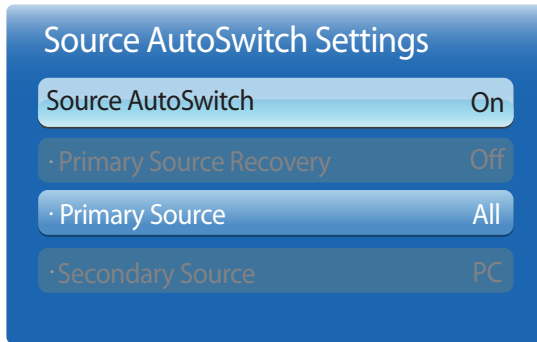 Source AutoSwitch Settings
Source AutoSwitch On
· Primary Source Recovery Off
· Primary Source All
· Secondary Source PC